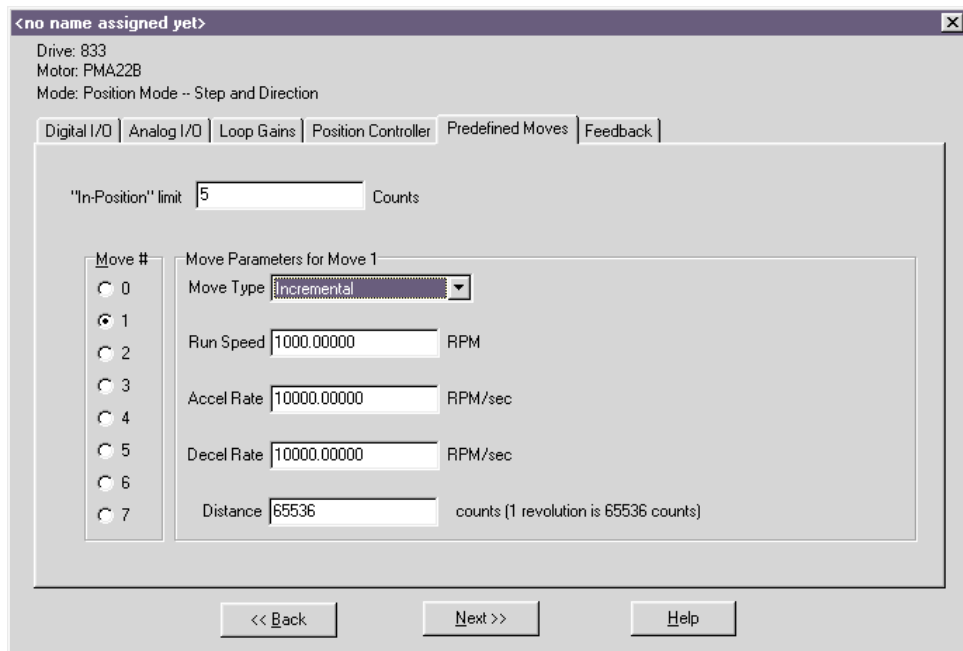 <no name assigned yet>
Drive: 833
Motor: PMA22B
Mode: Position Mode -- Step and Direction
Digital I/O Analog I/O Loop Gains Position Controller Predefined Moves Feedback
"In-Position" limit 5 Counts
Move #
0
1
2
3
4
5
6
7
Move Parameters for Move 1
Move Type Incremental
Run Speed 1000.00000 RPM
Accel Rate 10000.00000 RPM/sec
Decel Rate 10000.00000 RPM/sec
Distance 65536 counts (1 revolution is 65536 counts)
<< Back Next >> Help